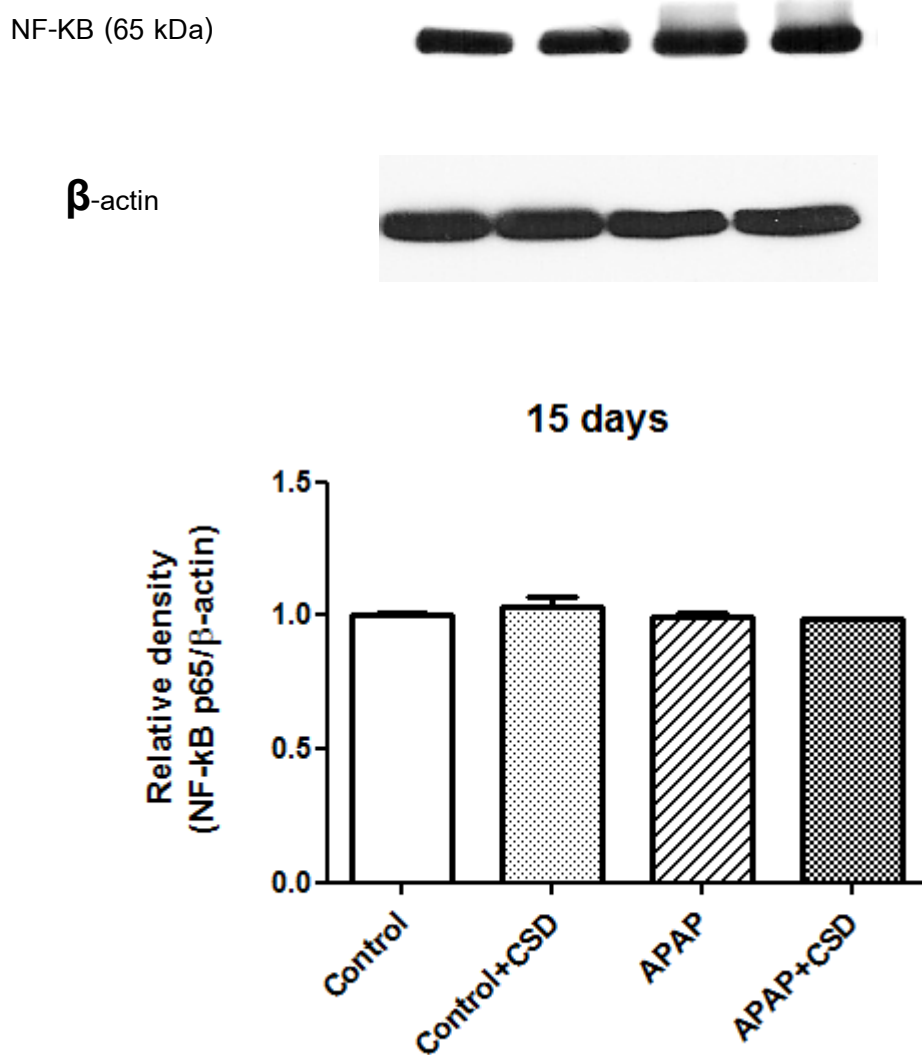 NF-KB (65 kDa)
β-actin
15 days
Relative density
(NF-kB p65/β-actin)
1.5
1.0
0.5
0.0
Control
Control+CSD
APAP
APAP+CSD